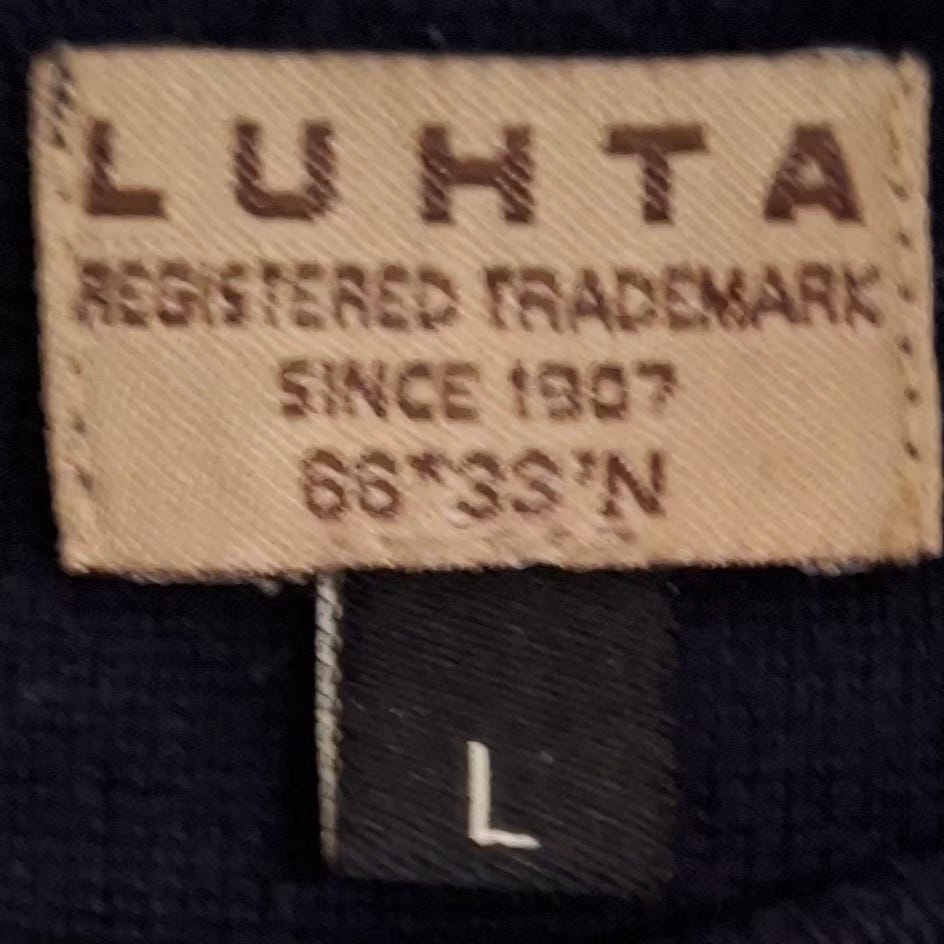 LUHTA
REGISTERED TRADEMARK
SINCE 1907
66°33'N
L